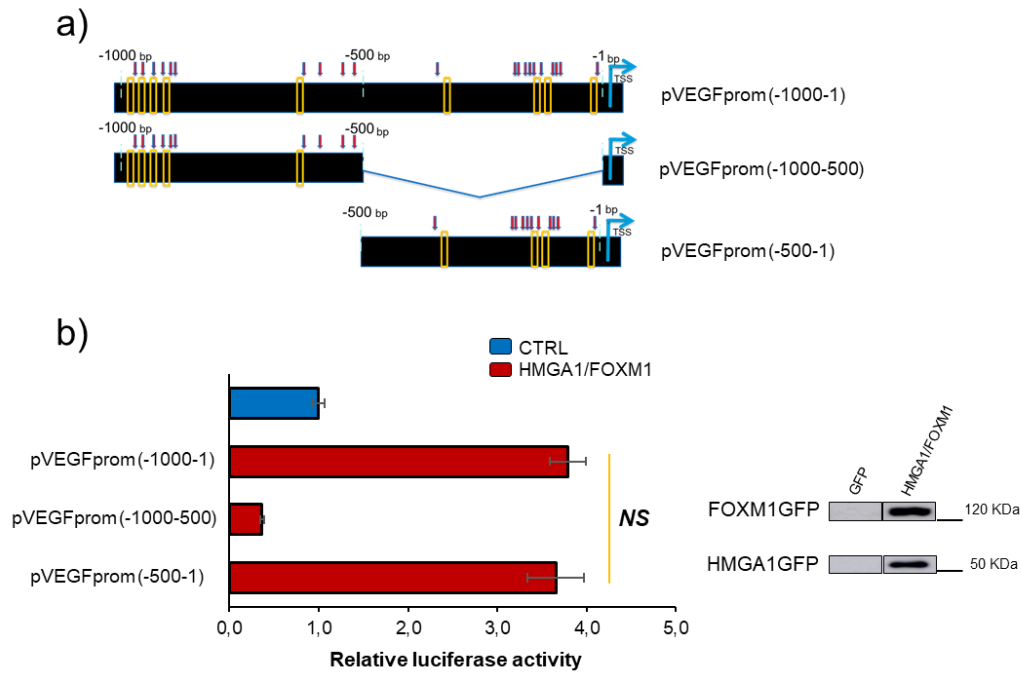 a)
-1000 bp
-500 bp
-1 bp
TSS
pVEGFprom(-1000-1)
-1000 bp
-500 bp
-1 bp
TSS
pVEGFprom(-1000-500)
-500 bp
-1 bp
TSS
pVEGFprom(-500-1)
b)
CTRL
HMGA1/FOXM1
pVEGFprom(-1000-1)
pVEGFprom(-1000-500)
pVEGFprom(-500-1)
NS
0,0 1,0 2,0 3,0 4,0 5,0
Relative luciferase activity
GFP
HMGA1/FOXM1
FOXM1GFP
120 KDa
HMGA1GFP
50 KDa